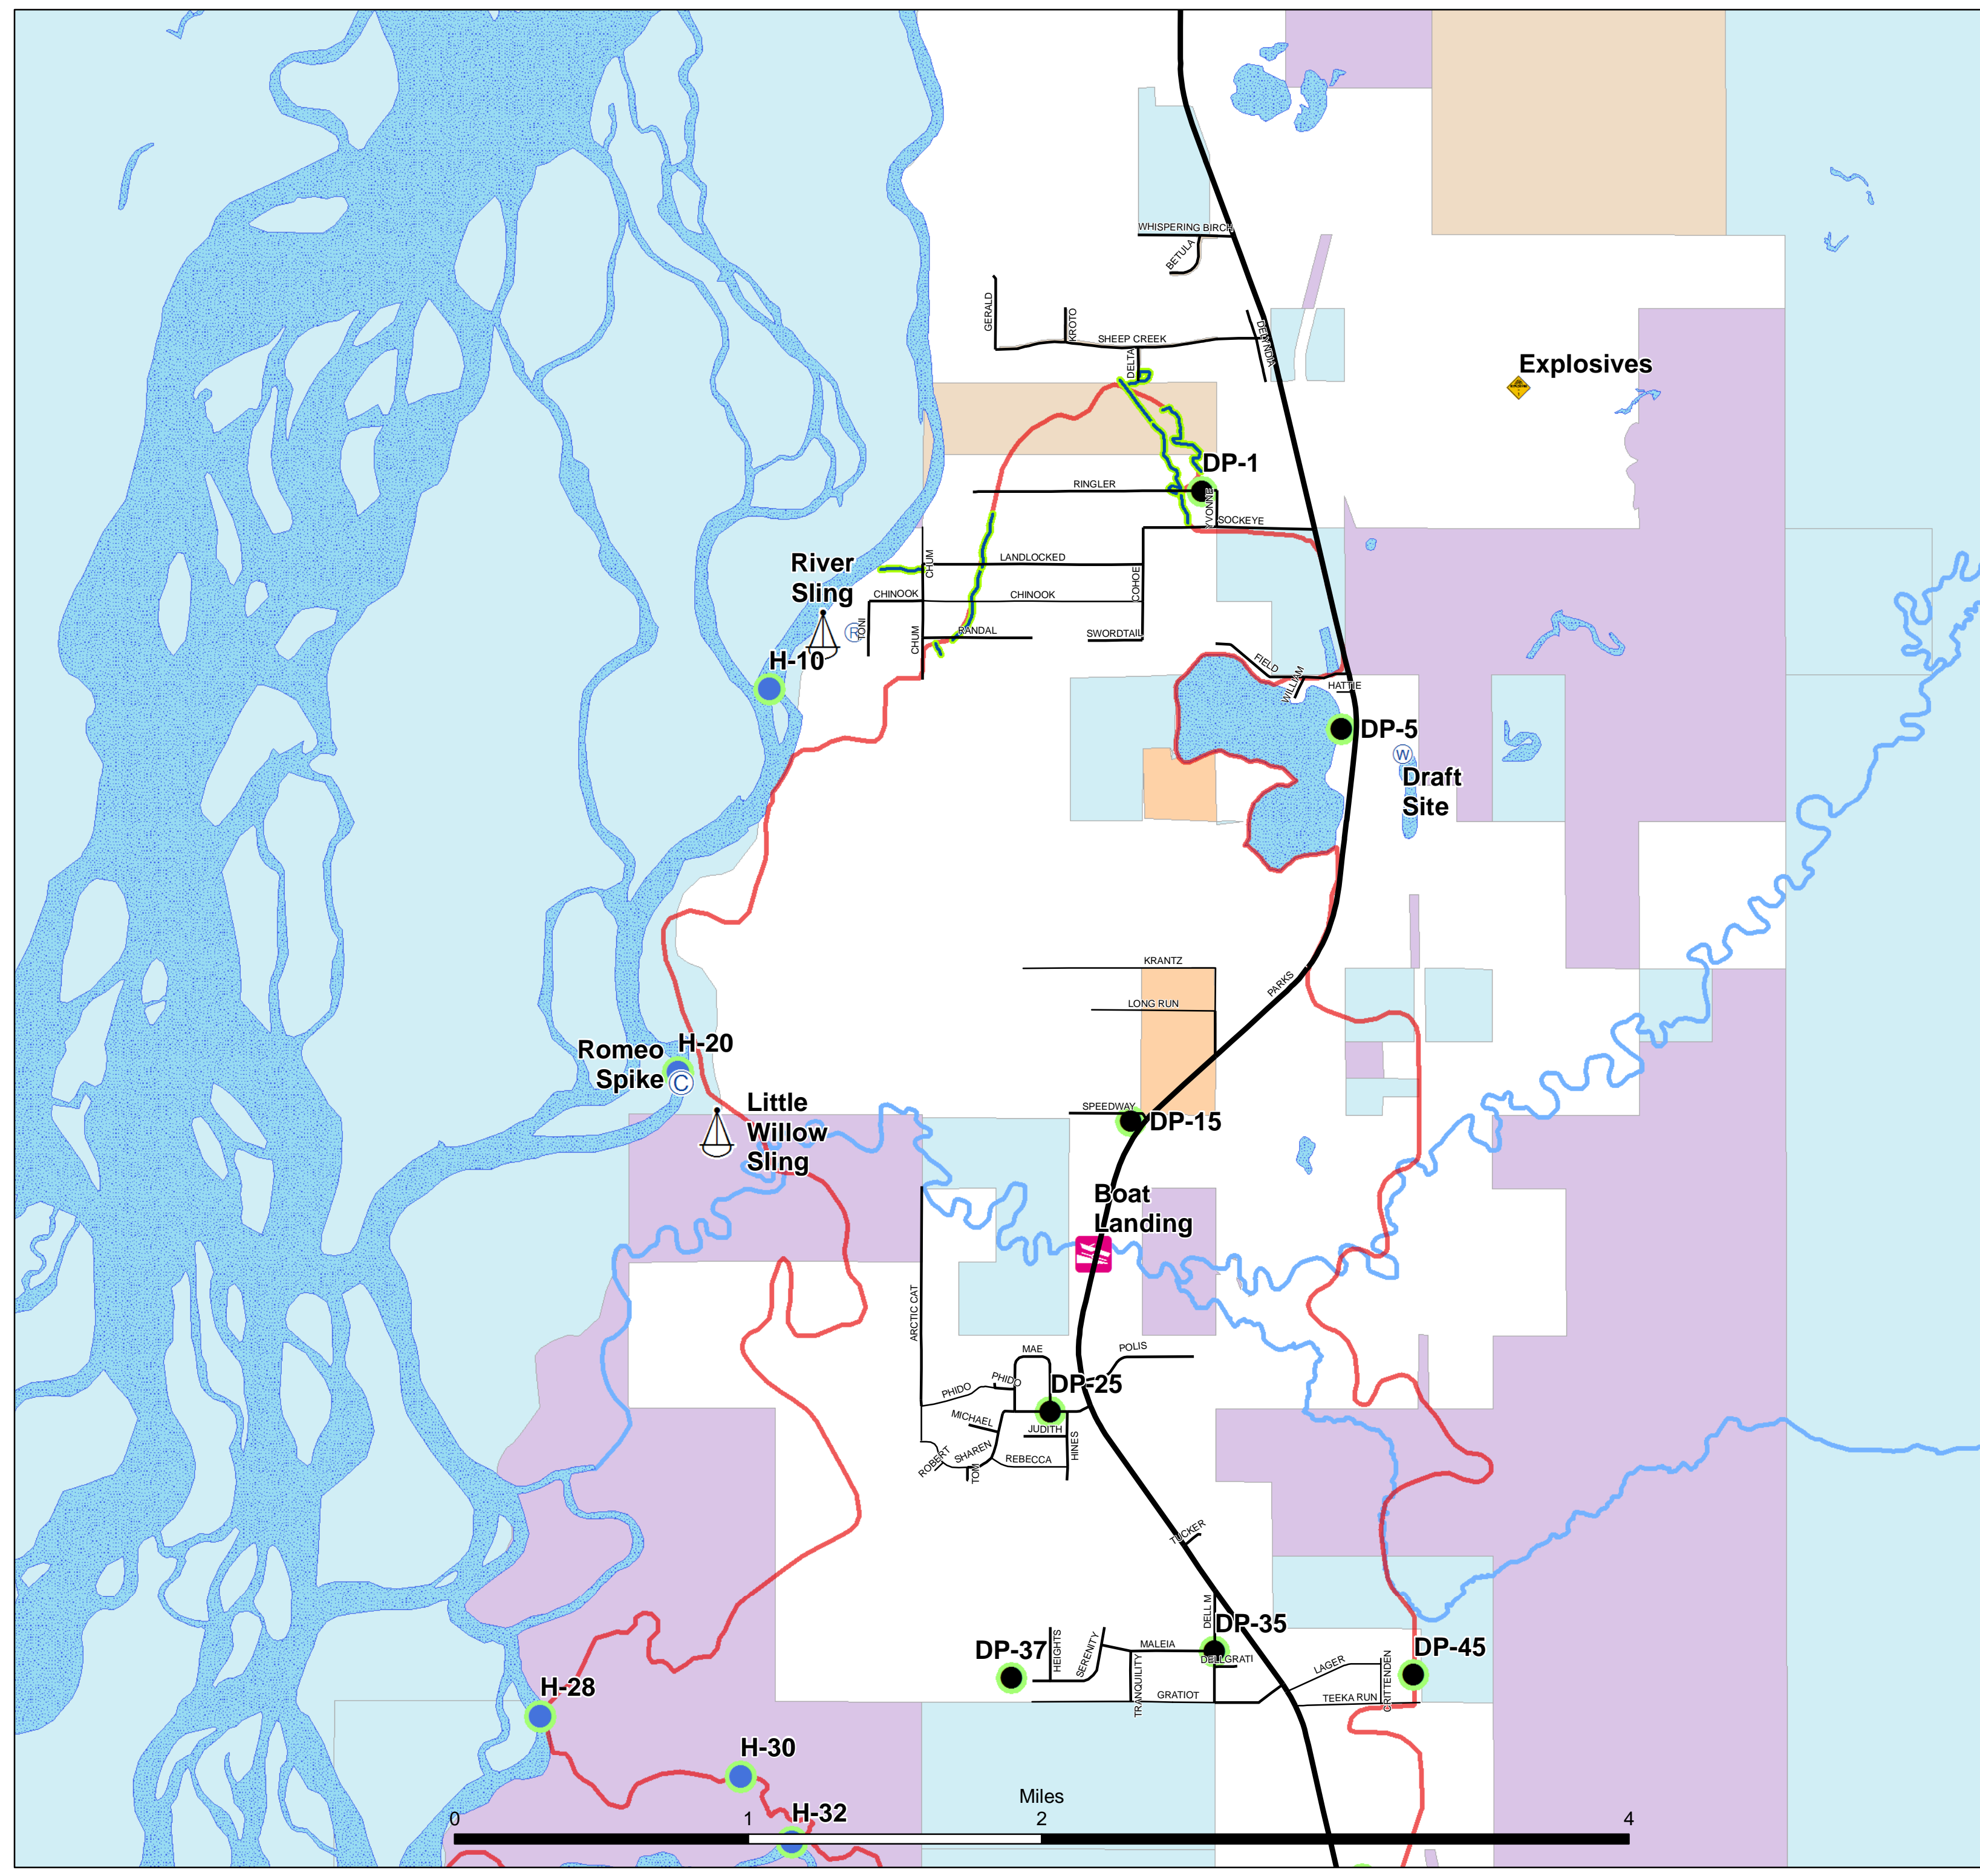 WHISPERING BIRCH
BETULA
GERALD
KROTO
SHEEP CREEK
DELTA
Explosives
DP-1
RINGLER
YVONNE
SOCKEYE
River
Sling
CHUM
LANDLOCKED
COHOE
CHINOOK
CHINOOK
R
TONI
CHUM
RANDAL
SWORDTAIL
H-10
FIELD
WILLIAM
HATTIE
DP-5
W
Draft
Site
KRANTZ
PARKS
LONG RUN
H-20
Romeo
Spike
C
Little
Willow
Sling
SPEEDWAY
DP-15
Boat
Landing
ARCTIC CAT
MAE
POLIS
PHIDO
PHIDO
DP-25
MICHAEL
JUDITH
HINES
ROBERT
SHAREN
TOM
REBECCA
TUCKER
DELL M
DP-35
DP-37
HEIGHTS
SERENITY
MALEIA
DELLGRATI
DP-45
TRANQUILITY
GRATIOT
LAGER
CRITTENDEN
TEEKA RUN
H-28
H-30
H-32
Miles
0 1 2 4